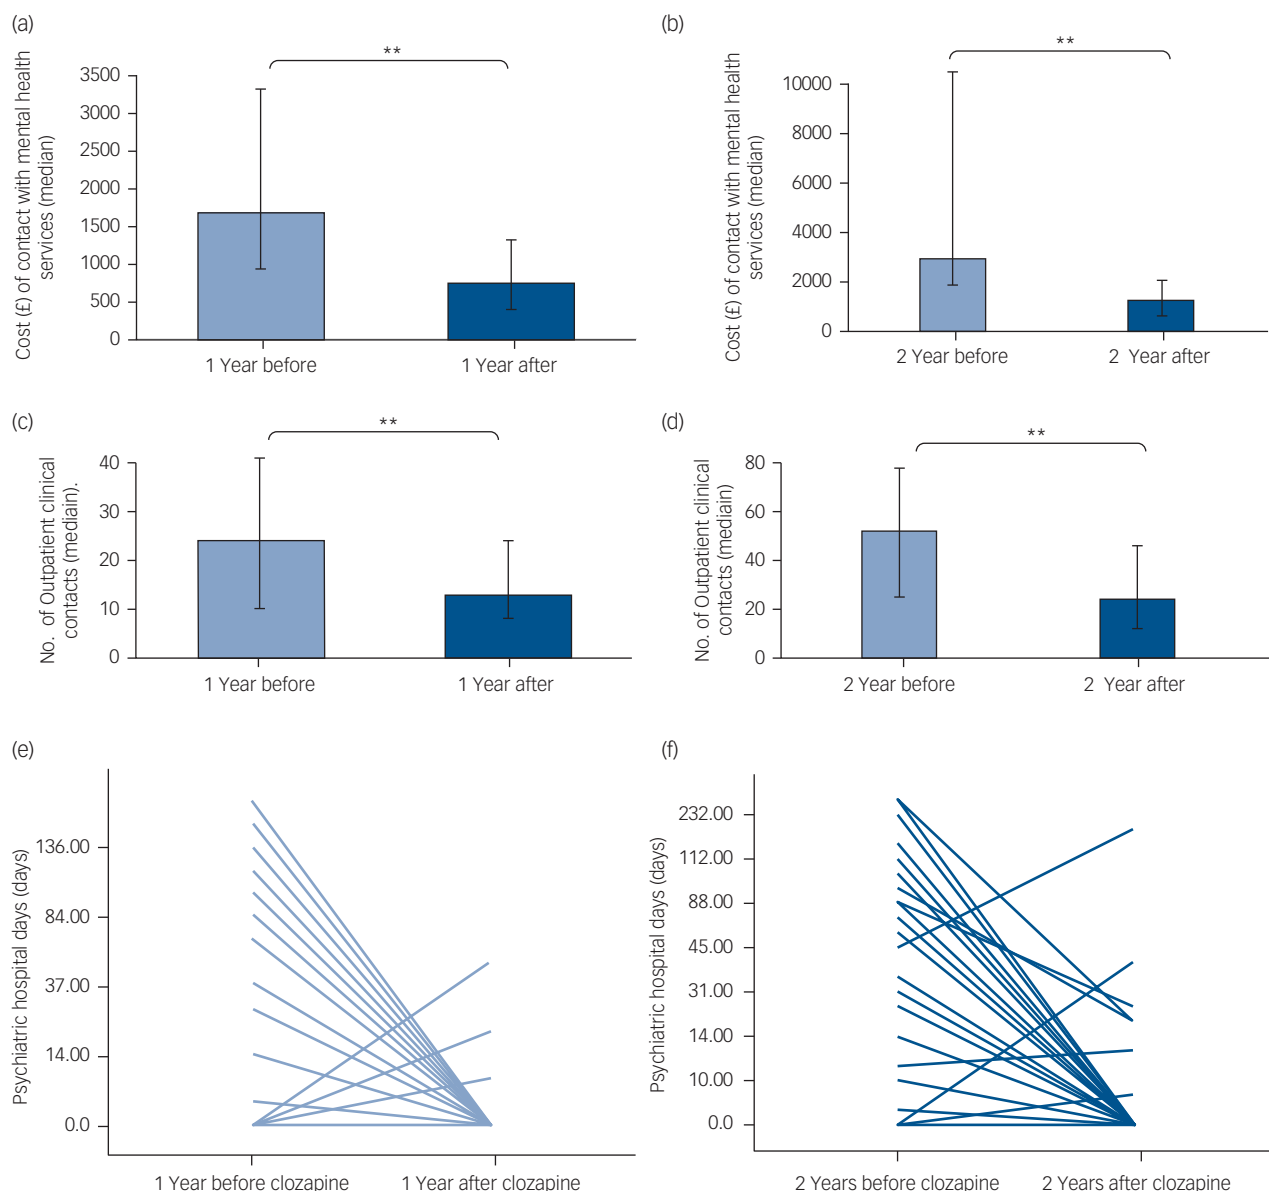 (a)
Cost (£) of contact with mental health
services (median)
3500
3000
2500
2000
1500
1000
500
0
**
1 Year before
1 Year after
(b)
Cost (£) of contact with mental health
services (median)
10000
8000
6000
4000
2000
0
**
2 Year before
2 Year after
(c)
No. of Outpatient clinical
contacts (mediain).
40
30
20
10
0
**
1 Year before
1 Year after
(d)
No. of Outpatient clinical
contacts (median)
80
60
40
20
0
**
2 Year before
2 Year after
(e)
Psychiatric hospital days (days)
136.00
84.00
37.00
14.00
0.0
1 Year before clozapine
1 Year after clozapine
(f)
Psychiatric hospital days (days)
232.00
112.00
88.00
45.00
31.00
14.00
10.00
0.0
2 Years before clozapine
2 Years after clozapine